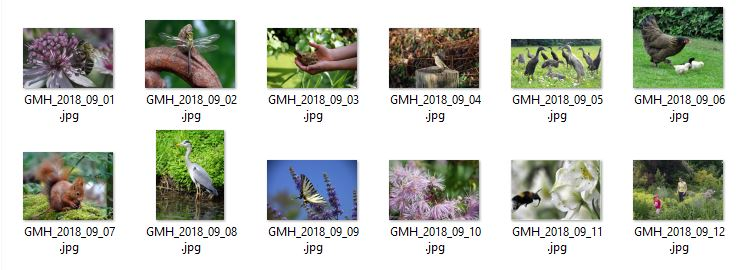 GMH_2018_09_01
.jpg
GMH_2018_09_02
.jpg
GMH_2018_09_03
.jpg
GMH_2018_09_04
.jpg
GMH_2018_09_05
.jpg
GMH_2018_09_06
.jpg
GMH_2018_09_07
.jpg
GMH_2018_09_08
.jpg
GMH_2018_09_09
.jpg
GMH_2018_09_10
.jpg
GMH_2018_09_11
.jpg
GMH_2018_09_12
.jpg